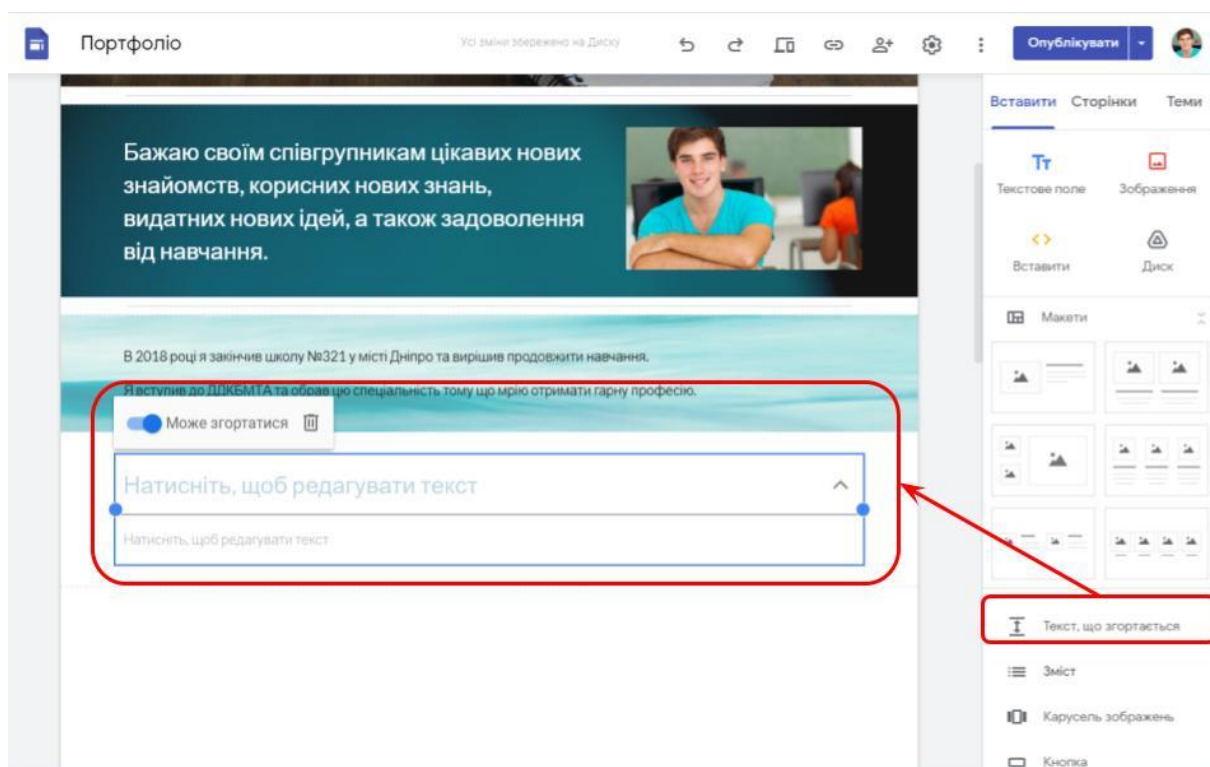 Портфоліо
Усі зміни збережено на Диску
Опублікувати
Вставити Сторінки Теми
Бажаю своїм співгрупникам цікавих нових
знайомств, корисних нових знань,
видатних нових ідей, а також задоволення
від навчання.
Текстове поле Зображення
Вставити Диск
Макети
В 2018 році я закінчив школу №321 у місті Дніпро та вирішив продовжити навчання.
Я вступив до ДДКБМТА та обрав цю спеціальність тому що мрію отримати гарну професію.
Може згортатися
Натисніть, щоб редагувати текст
Натисніть, щоб редагувати текст
Текст, що згортається
Зміст
Карусель зображень
Кнопка